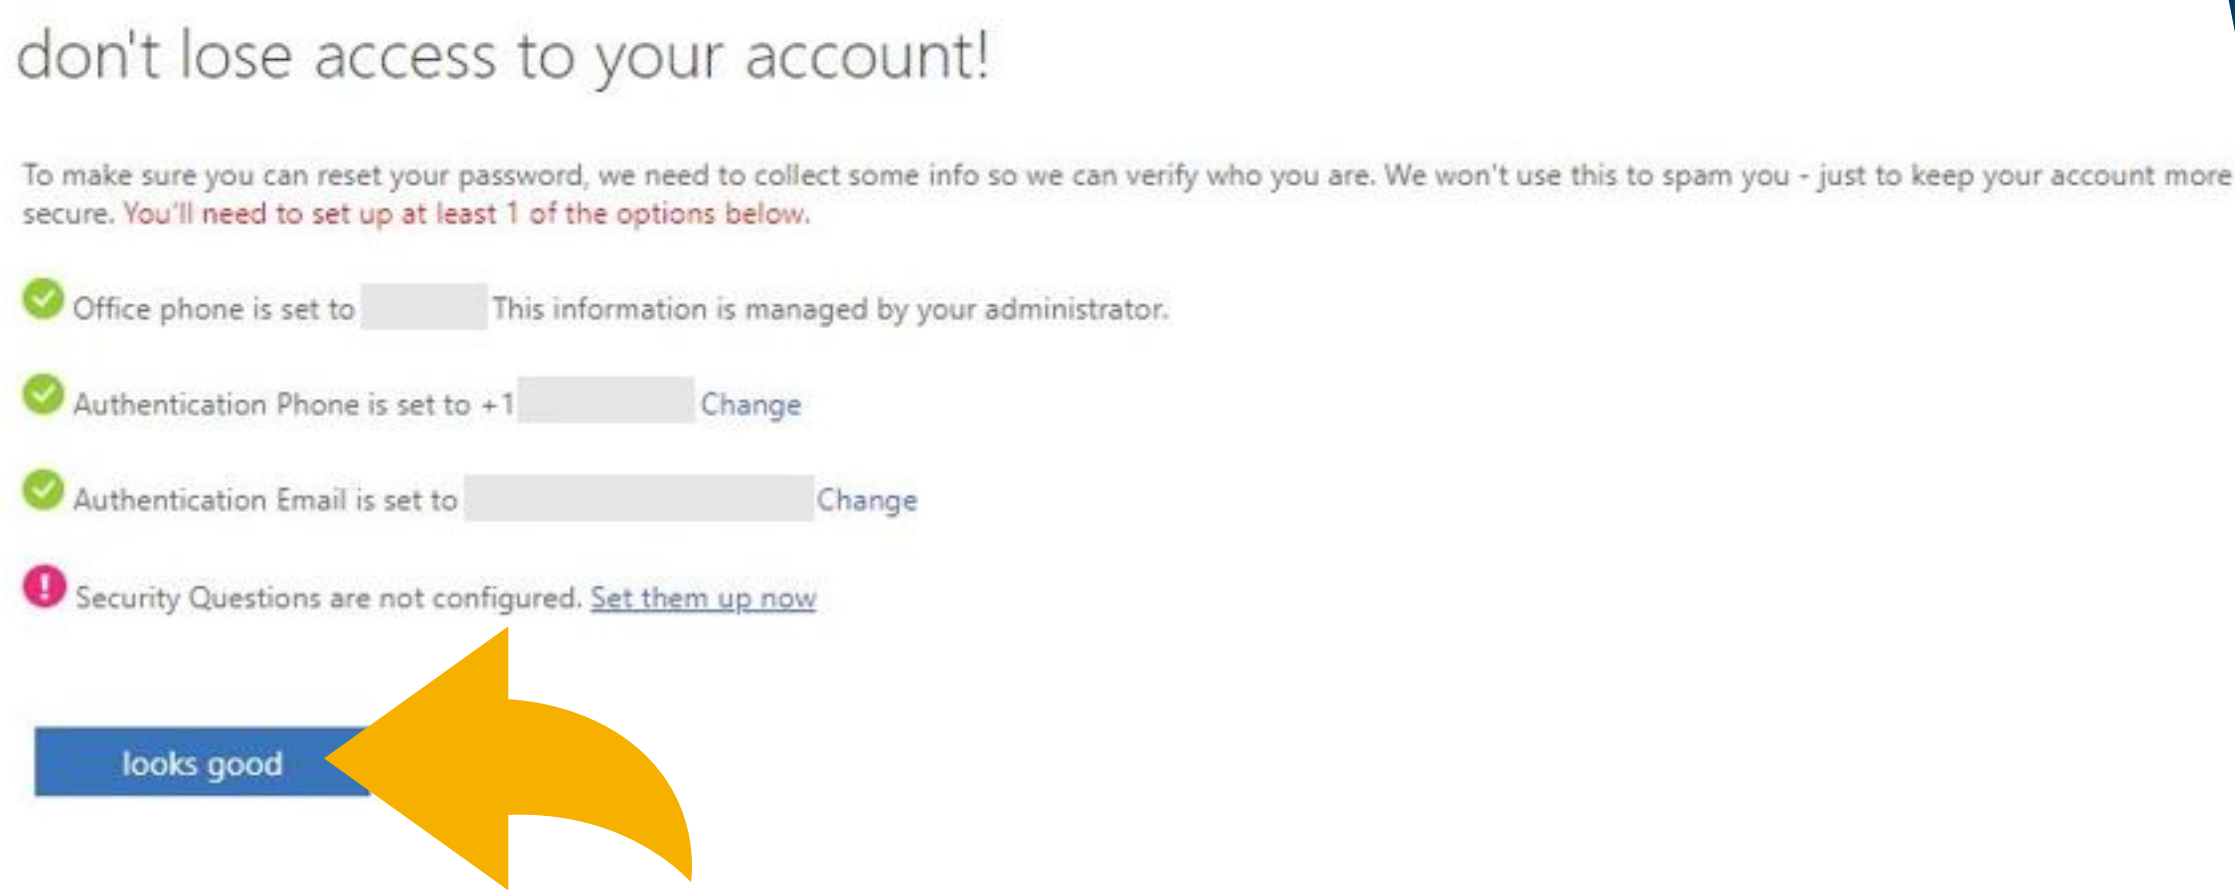 don't lose access to your account!
To make sure you can reset your password, we need to collect some info so we can verify who you are. We won't use this to spam you - just to keep your account more
secure. You'll need to set up at least 1 of the options below.
Office phone is set to This information is managed by your administrator.
Authentication Phone is set to +1 Change
Authentication Email is set to Change
Security Questions are not configured. Set them up now
looks good